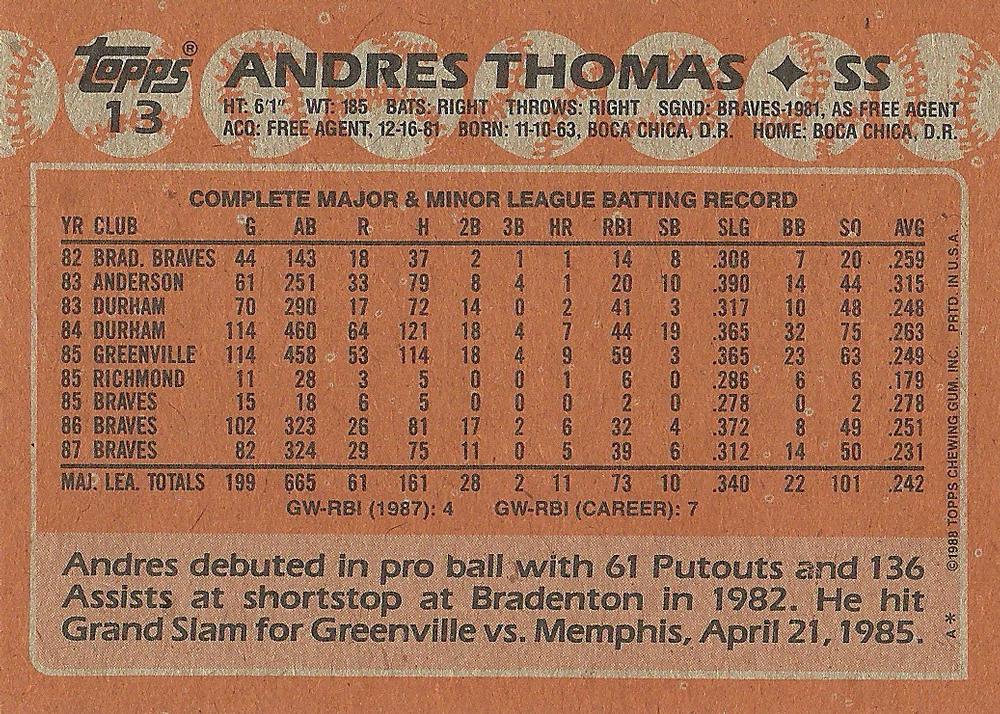 topps®
13
ANDRES THOMAS ✦ SS
HT: 6'1" WT: 185 BATS: RIGHT THROWS: RIGHT SGND: BRAVES-1981, AS FREE AGENT
ACQ: FREE AGENT, 12-16-81 BORN: 11-10-63, BOCA CHICA, D.R. HOME: BOCA CHICA, D.R.
COMPLETE MAJOR & MINOR LEAGUE BATTING RECORD
YR CLUB G AB R H 2B 3B HR RBI SB SLG BB SO AVG
82 BRAD. BRAVES 44 143 18 37 2 1 1 14 8 .308 7 20 .259
83 ANDERSON 61 251 33 79 8 4 1 20 10 .390 14 44 .315
83 DURHAM 70 290 17 72 14 0 2 41 3 .317 10 48 .248
84 DURHAM 114 460 64 121 18 4 7 44 19 .365 32 75 .263
85 GREENVILLE 114 458 53 114 18 4 9 59 3 .365 23 63 .249
85 RICHMOND 11 28 3 5 0 0 1 6 0 .286 6 6 .179
85 BRAVES 15 18 6 5 0 0 0 2 0 .278 0 2 .278
86 BRAVES 102 323 26 81 17 2 6 32 4 .372 8 49 .251
87 BRAVES 82 324 29 75 11 0 5 39 6 .312 14 50 .231
MAJ. LEA. TOTALS 199 665 61 161 28 2 11 73 10 .340 22 101 .242
GW-RBI (1987): 4 GW-RBI (CAREER): 7
Andres debuted in pro ball with 61 Putouts and 136
Assists at shortstop at Bradenton in 1982. He hit
Grand Slam for Greenville vs. Memphis, April 21, 1985.
A* ©1988 TOPPS CHEWING GUM, INC. PRTD. IN U.S.A.